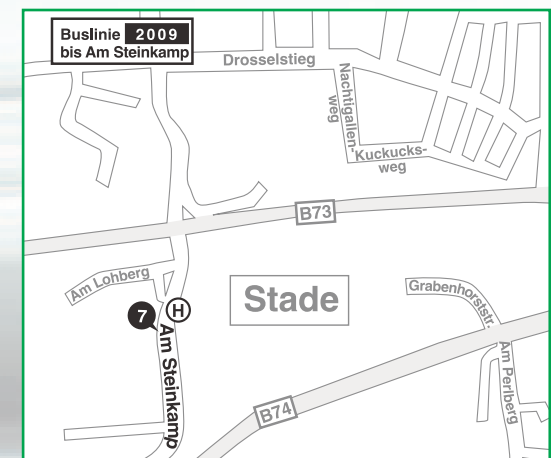 Buslinie 2009
bis Am Steinkamp
Drosselstieg
Nachtigallen-
weg
Kuckucks-
weg
B73
Am Lohberg
Stade
Grabenhorststr.
7
H
Am Steinkamp
Am Perlberg
B74